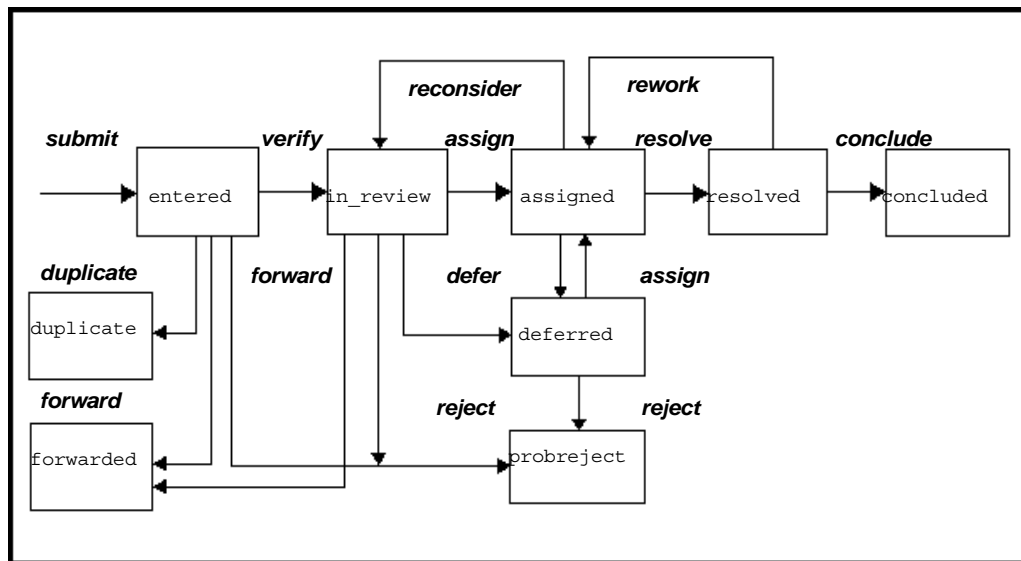 reconsider
rework
submit
verify
assign
resolve
conclude
entered
in_review
assigned
resolved
concluded
duplicate
forward
defer
assign
duplicate
deferred
forward
reject
reject
forwarded
probreject